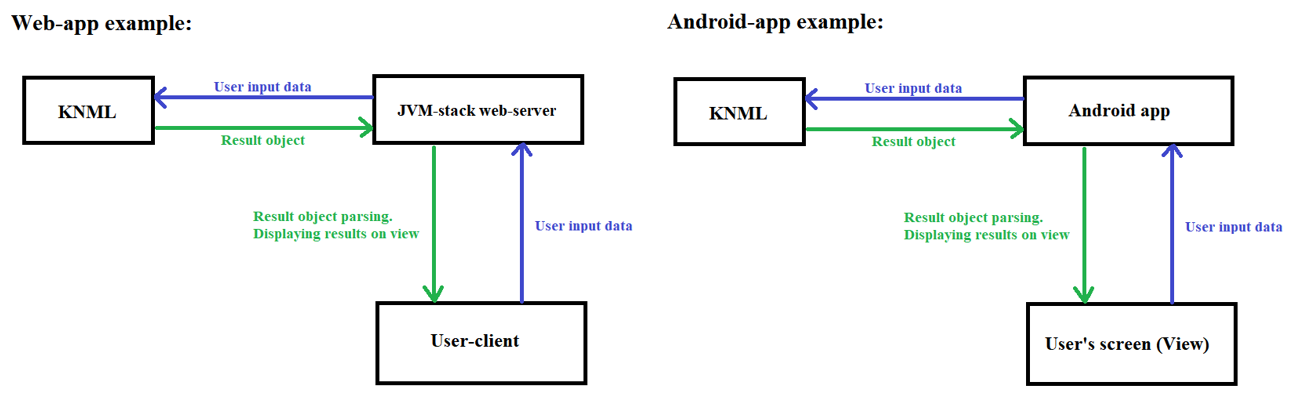 Web-app example:
KNML
User input data
Result object
JVM-stack web-server
Result object parsing.
Displaying results on view
User input data
User-client
Android-app example:
KNML
User input data
Result object
Android app
Result object parsing.
Displaying results on view
User input data
User's screen (View)